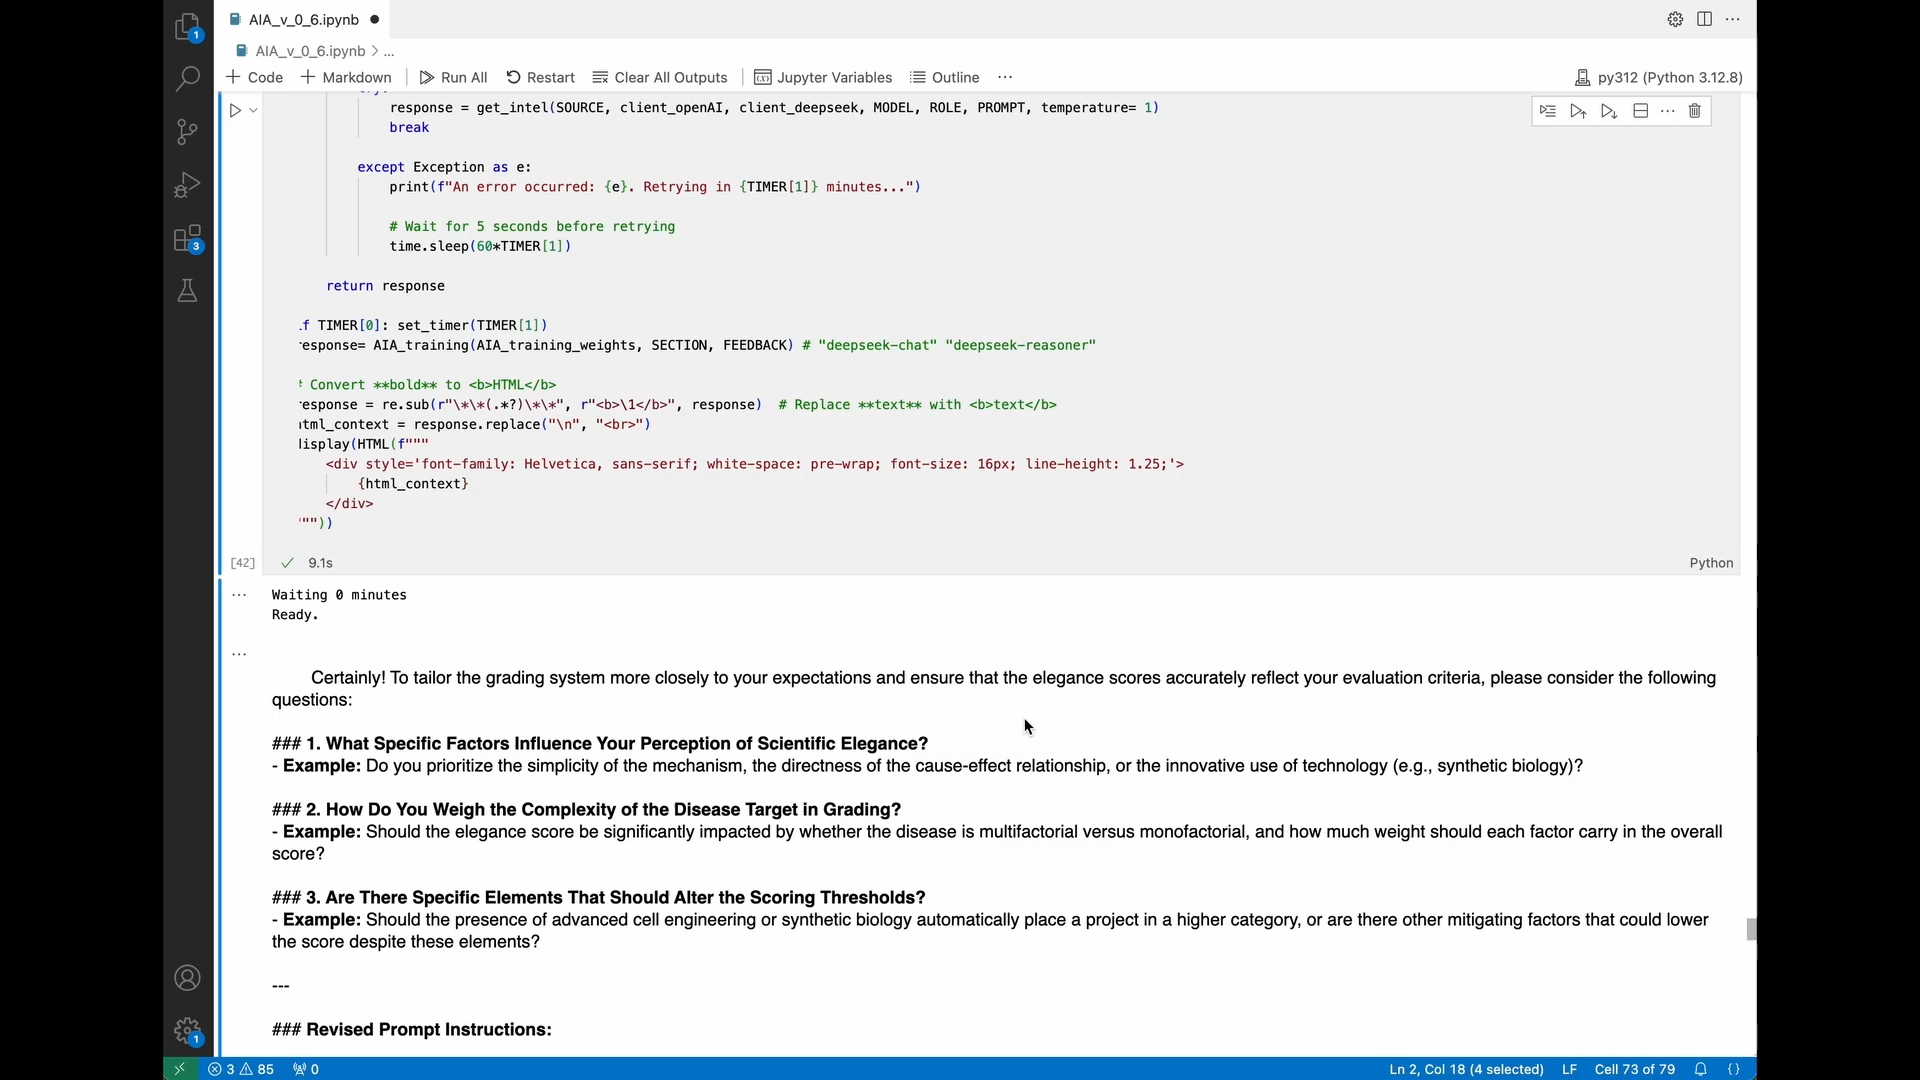 AIA_v_0_6.ipynb
AIA_v_0_6.ipynb > ...
Code Markdown Run All Restart Clear All Outputs Jupyter Variables Outline ... py312 (Python 3.12.8)
response = get_intel(SOURCE, client_openAI, client_deepseek, MODEL, ROLE, PROMPT, temperature= 1)
break
except Exception as e:
print(f"An error occurred: {e}. Retrying in {TIMER[1]} minutes...")
# Wait for 5 seconds before retrying
time.sleep(60*TIMER[1])
return response
f TIMER[0]: set_timer(TIMER[1])
esponse= AIA_training(AIA_training_weights, SECTION, FEEDBACK) # "deepseek-chat" "deepseek-reasoner"
Convert **bold** to <b>HTML</b>
esponse = re.sub(r"\*\*(.*?)\*\*", r"<b>\1</b>", response)  # Replace **text** with <b>text</b>
tml_context = response.replace("\n", "<br>")
isplay(HTML(f"""
<div style='font-family: Helvetica, sans-serif; white-space: pre-wrap; font-size: 16px; line-height: 1.25;'>
{html_context}
</div>
"""))
[42] 9.1s Python
Waiting 0 minutes
Ready.
Certainly! To tailor the grading system more closely to your expectations and ensure that the elegance scores accurately reflect your evaluation criteria, please consider the following
questions:
### 1. What Specific Factors Influence Your Perception of Scientific Elegance?
- Example: Do you prioritize the simplicity of the mechanism, the directness of the cause-effect relationship, or the innovative use of technology (e.g., synthetic biology)?
### 2. How Do You Weigh the Complexity of the Disease Target in Grading?
- Example: Should the elegance score be significantly impacted by whether the disease is multifactorial versus monofactorial, and how much weight should each factor carry in the overall
score?
### 3. Are There Specific Elements That Should Alter the Scoring Thresholds?
- Example: Should the presence of advanced cell engineering or synthetic biology automatically place a project in a higher category, or are there other mitigating factors that could lower
the score despite these elements?
---
### Revised Prompt Instructions:
3 85 0 Ln 2, Col 18 (4 selected) LF Cell 73 of 79
1
3
1